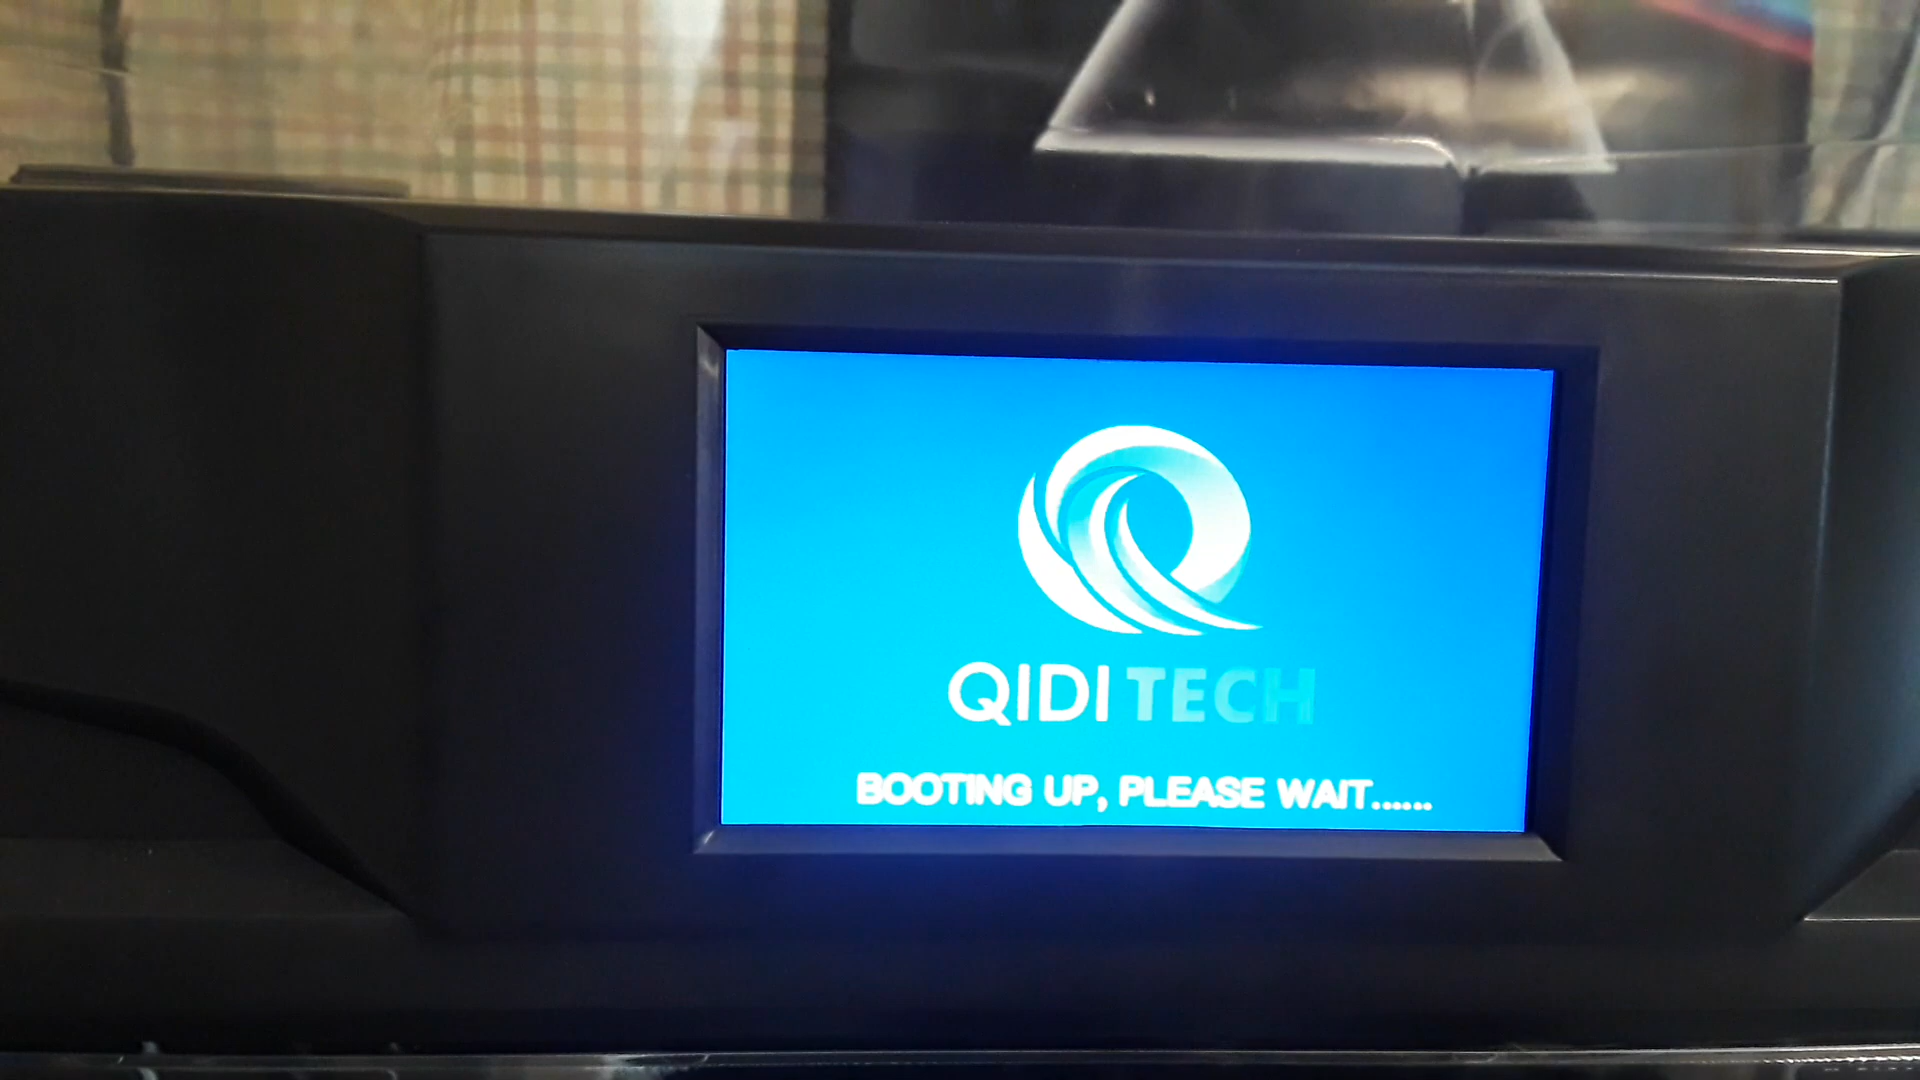 QIDI TECH
BOOTING UP, PLEASE WAIT......